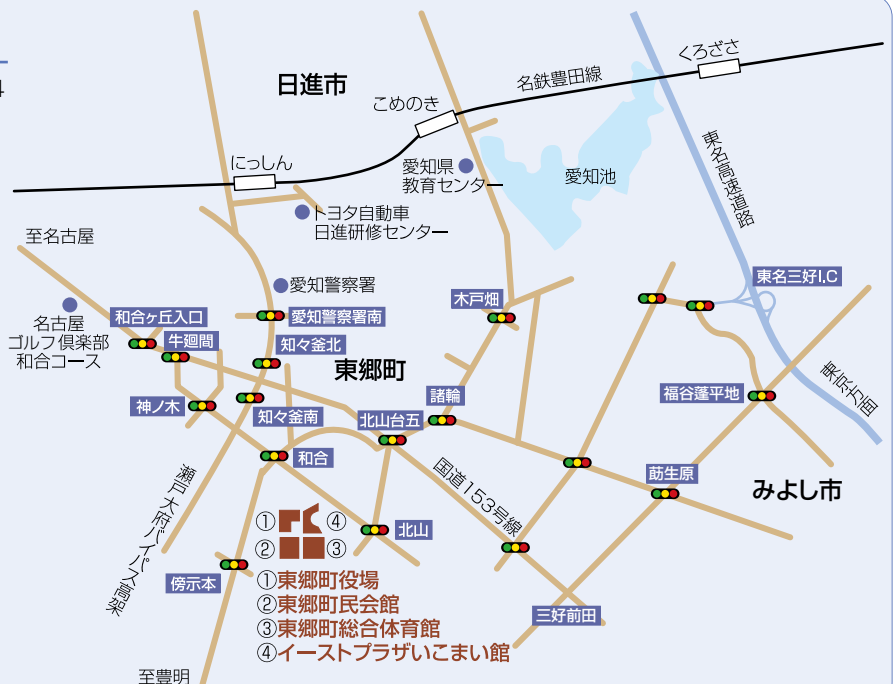 4
くろざさ
名鉄豊田線
日進市
こめのき
東名高速道路
にっしん
愛知県
教育センター
愛知池
トヨタ自動車
日進研修センター
至名古屋
愛知警察署
東名三好I.C
木戸畑
名古屋
ゴルフ倶楽部
和合コース
和合ヶ丘入口
愛知警察署南
牛廻間
知々釜北
東郷町
東京方面
諸輪
福谷蓬平地
神ノ木
知々釜南
北山台五
和合
国道153号線
莇生原
みよし市
瀬戸大府バイパス高架
① ④
② ③
北山
傍示本
①東郷町役場
②東郷町民会館
③東郷町総合体育館
④イーストプラザいこまい館
三好前田
至豊明